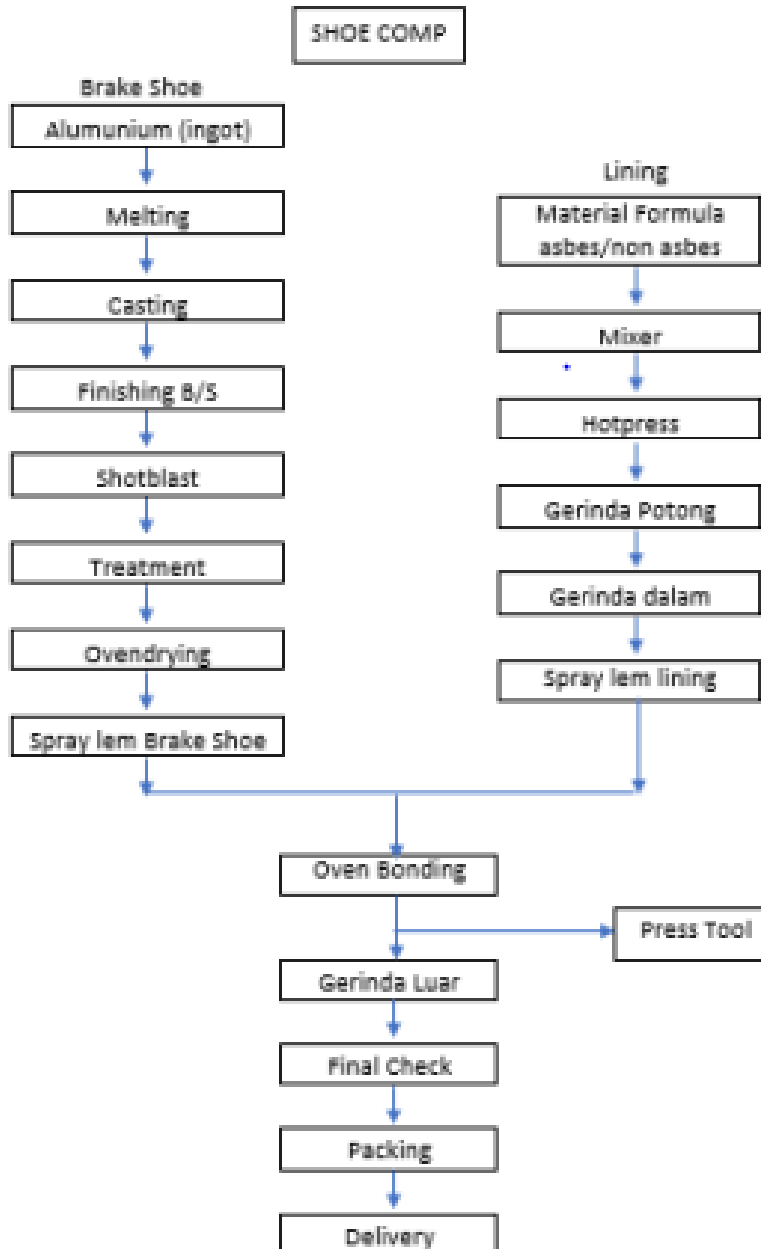 SHOE COMP
Brake Shoe
Alumunium (ingot)
Melting
Casting
Finishing B/S
Shotblast
Treatment
Ovendrying
Spray lem Brake Shoe
Lining
Material Formula
asbes/non asbes
Mixer
Hotpress
Gerinda Potong
Gerinda dalam
Spray lem lining
Oven Bonding
Press Tool
Gerinda Luar
Final Check
Packing
Delivery